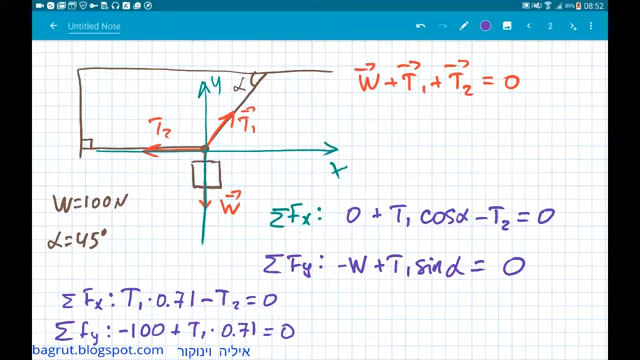 08:52
Untitled Note
2
y
α
T₁
T₂
x
W
W + T₁ + T₂ = 0
W=100N
α=45°
ΣFx: 0 + T₁ cosα - T₂ = 0
ΣFy: -W + T₁ sinα = 0
ΣFx: T₁ · 0.71 - T₂ = 0
Σfy: -100 + T₁ · 0.71 = 0
bagrut.blogspot.com איליה וינוקור